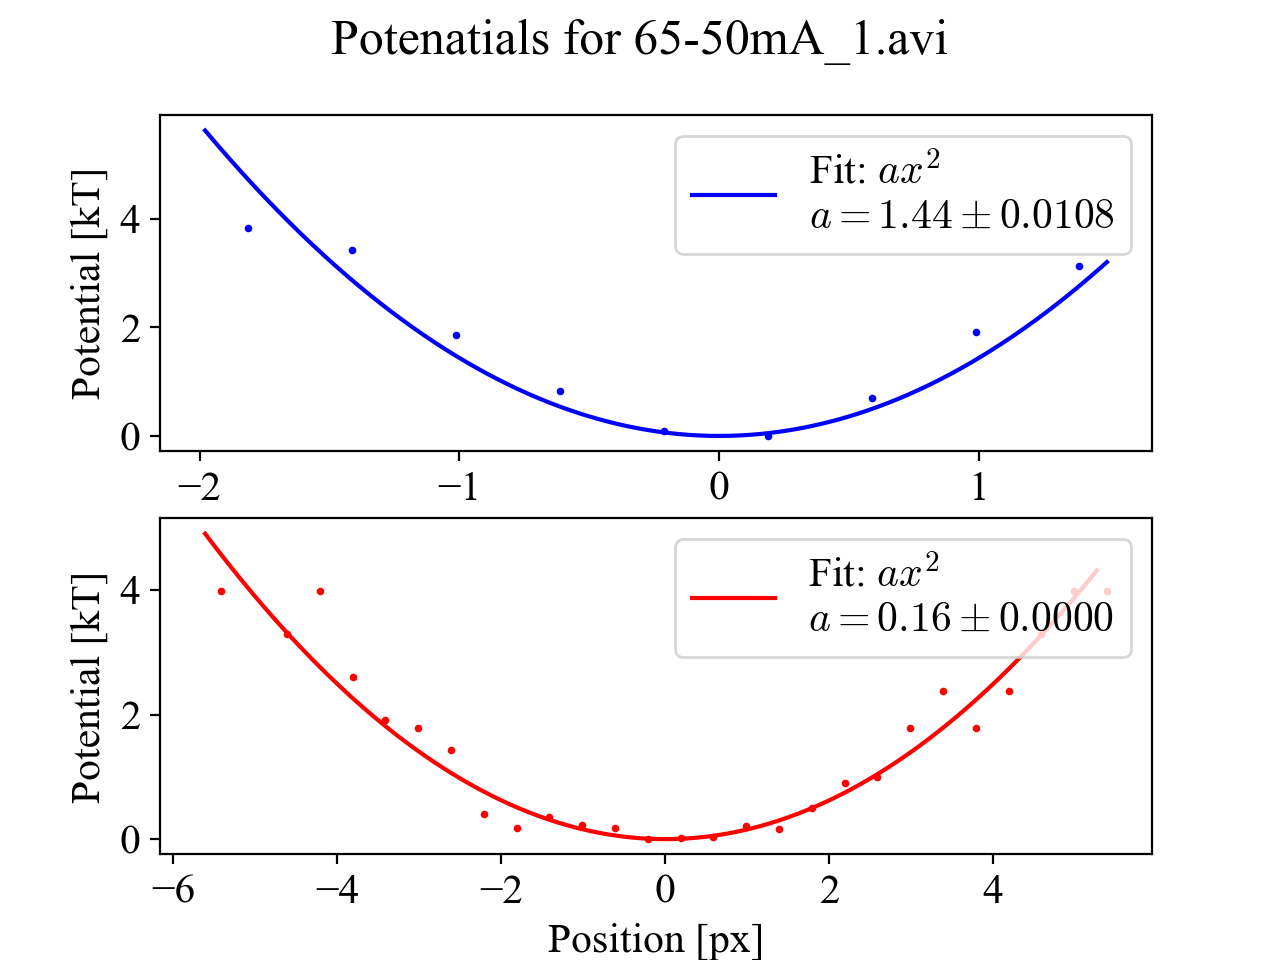 Potenatials for 65-50mA_1.avi
Potential [kT]
4
2
0
Fit: ax²
a = 1.44 ± 0.0108
−2 −1 0 1
Potential [kT]
4
2
0
Fit: ax²
a = 0.16 ± 0.0000
−6 −4 −2 0 2 4
Position [px]